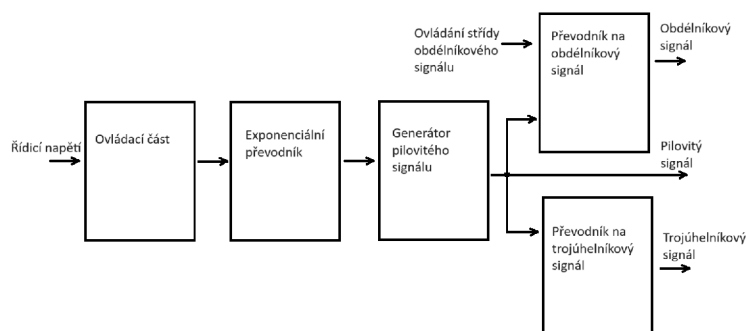 Řídicí napětí
Ovládací část
Exponenciální
převodník
Generátor
pilovitého
signálu
Ovládání střídy
obdélníkového
signálu
Převodník na
obdélníkový
signál
Obdélníkový
signál
Pilovitý
signál
Převodník na
trojúhelníkový
signál
Trojúhelníkový
signál